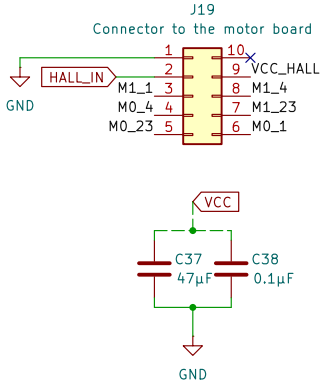 J19
Connector to the motor board
1 10
HALL_IN 2 9 VCC_HALL
GND M1_1 3 8 M1_4
M0_4 4 7 M1_23
M0_23 5 6 M0_1
VCC
C37 C38
47µF 0.1µF
GND